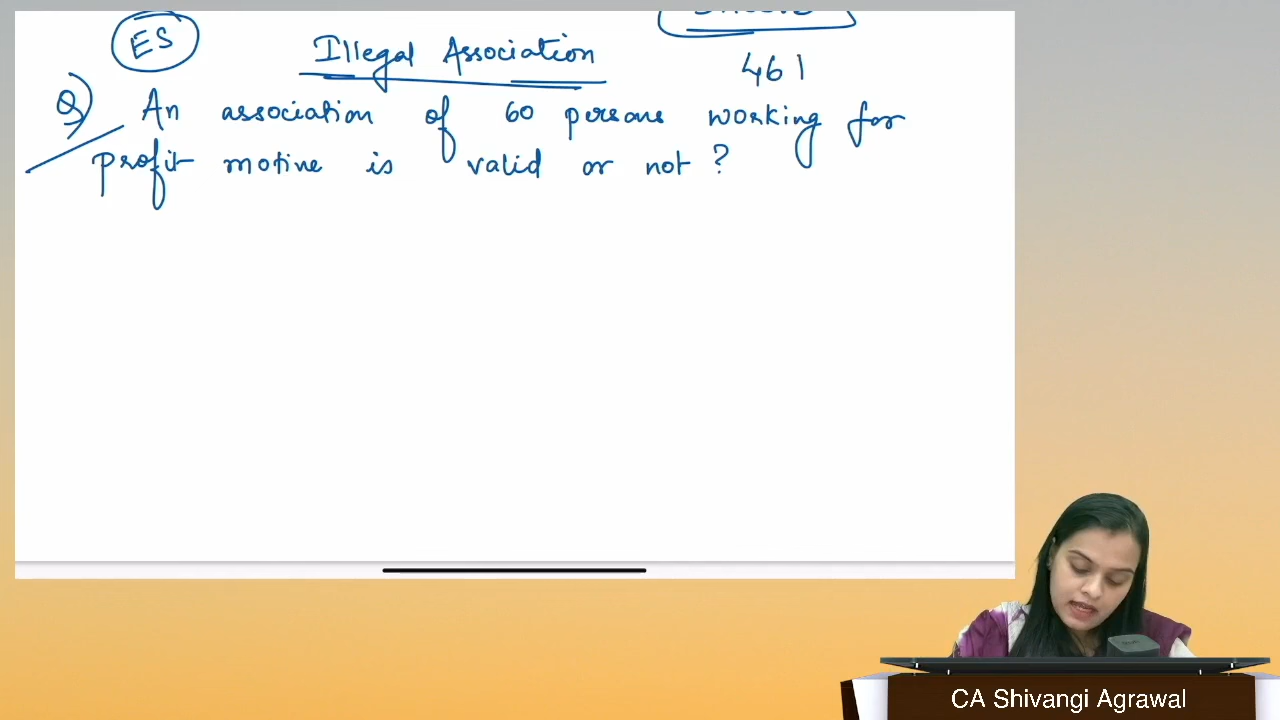 ES
Illegal Association
461
Q) An association of 60 persons working for
profit motive is valid or not ?
CA Shivangi Agrawal